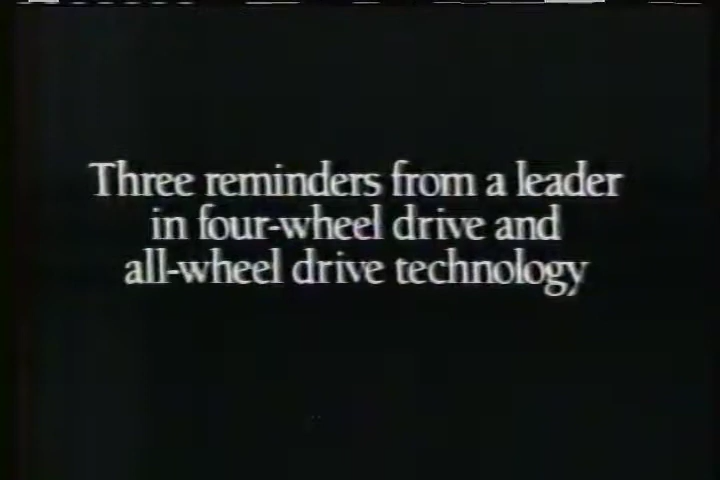 Three reminders from a leader
in four-wheel drive and
all-wheel drive technology